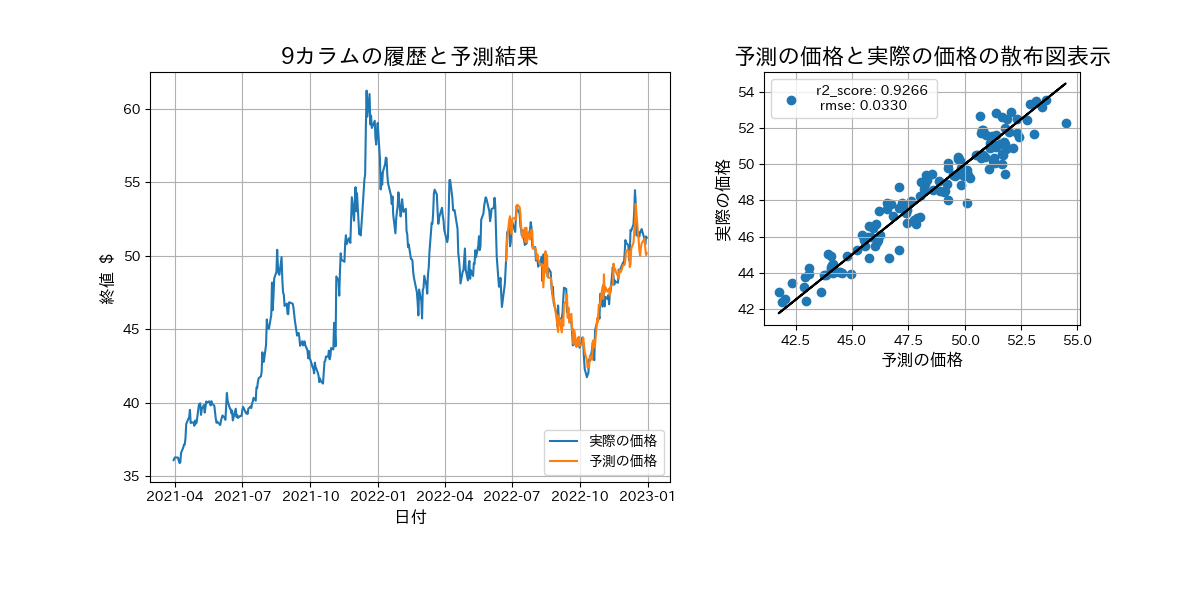 9カラムの履歴と予測結果
終値 $
60
55
50
45
40
35
2021-04 2021-07 2021-10 2022-01 2022-04 2022-07 2022-10 2023-01
日付
実際の価格
予測の価格
予測の価格と実際の価格の散布図表示
実際の価格
54
52
50
48
46
44
42
r2_score: 0.9266
rmse: 0.0330
42.5 45.0 47.5 50.0 52.5 55.0
予測の価格